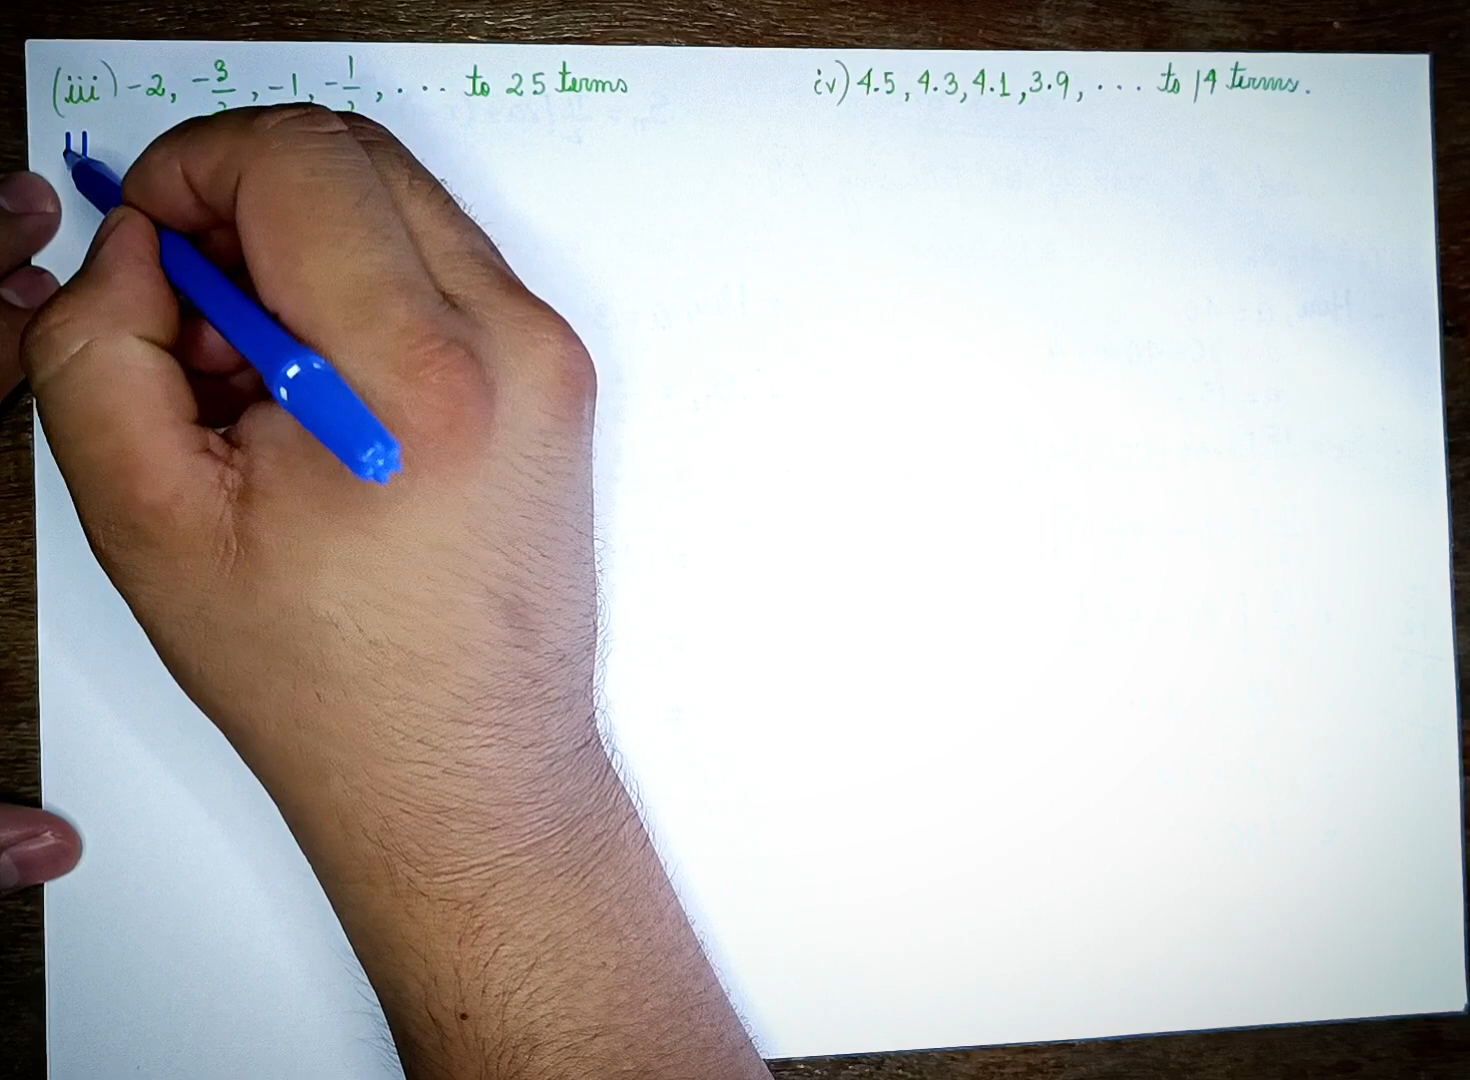 (iii) -2, -3/2, -1, -1/2, ... to 25 terms
iv) 4.5, 4.3, 4.1, 3.9, ... to 14 terms.